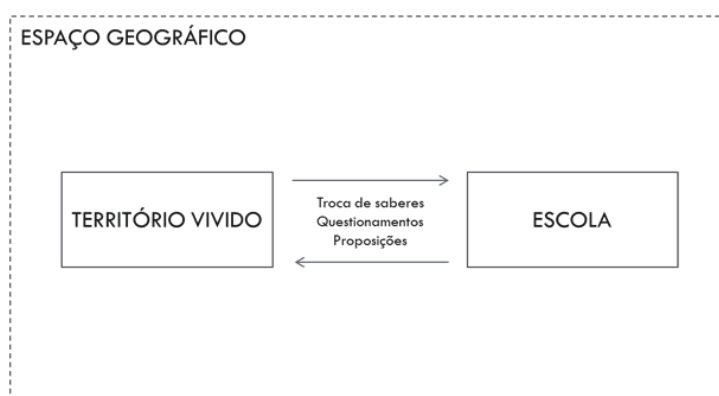 ESPAÇO GEOGRÁFICO
TERRITÓRIO VIVIDO
Troca de saberes
Questionamentos
Proposições
ESCOLA